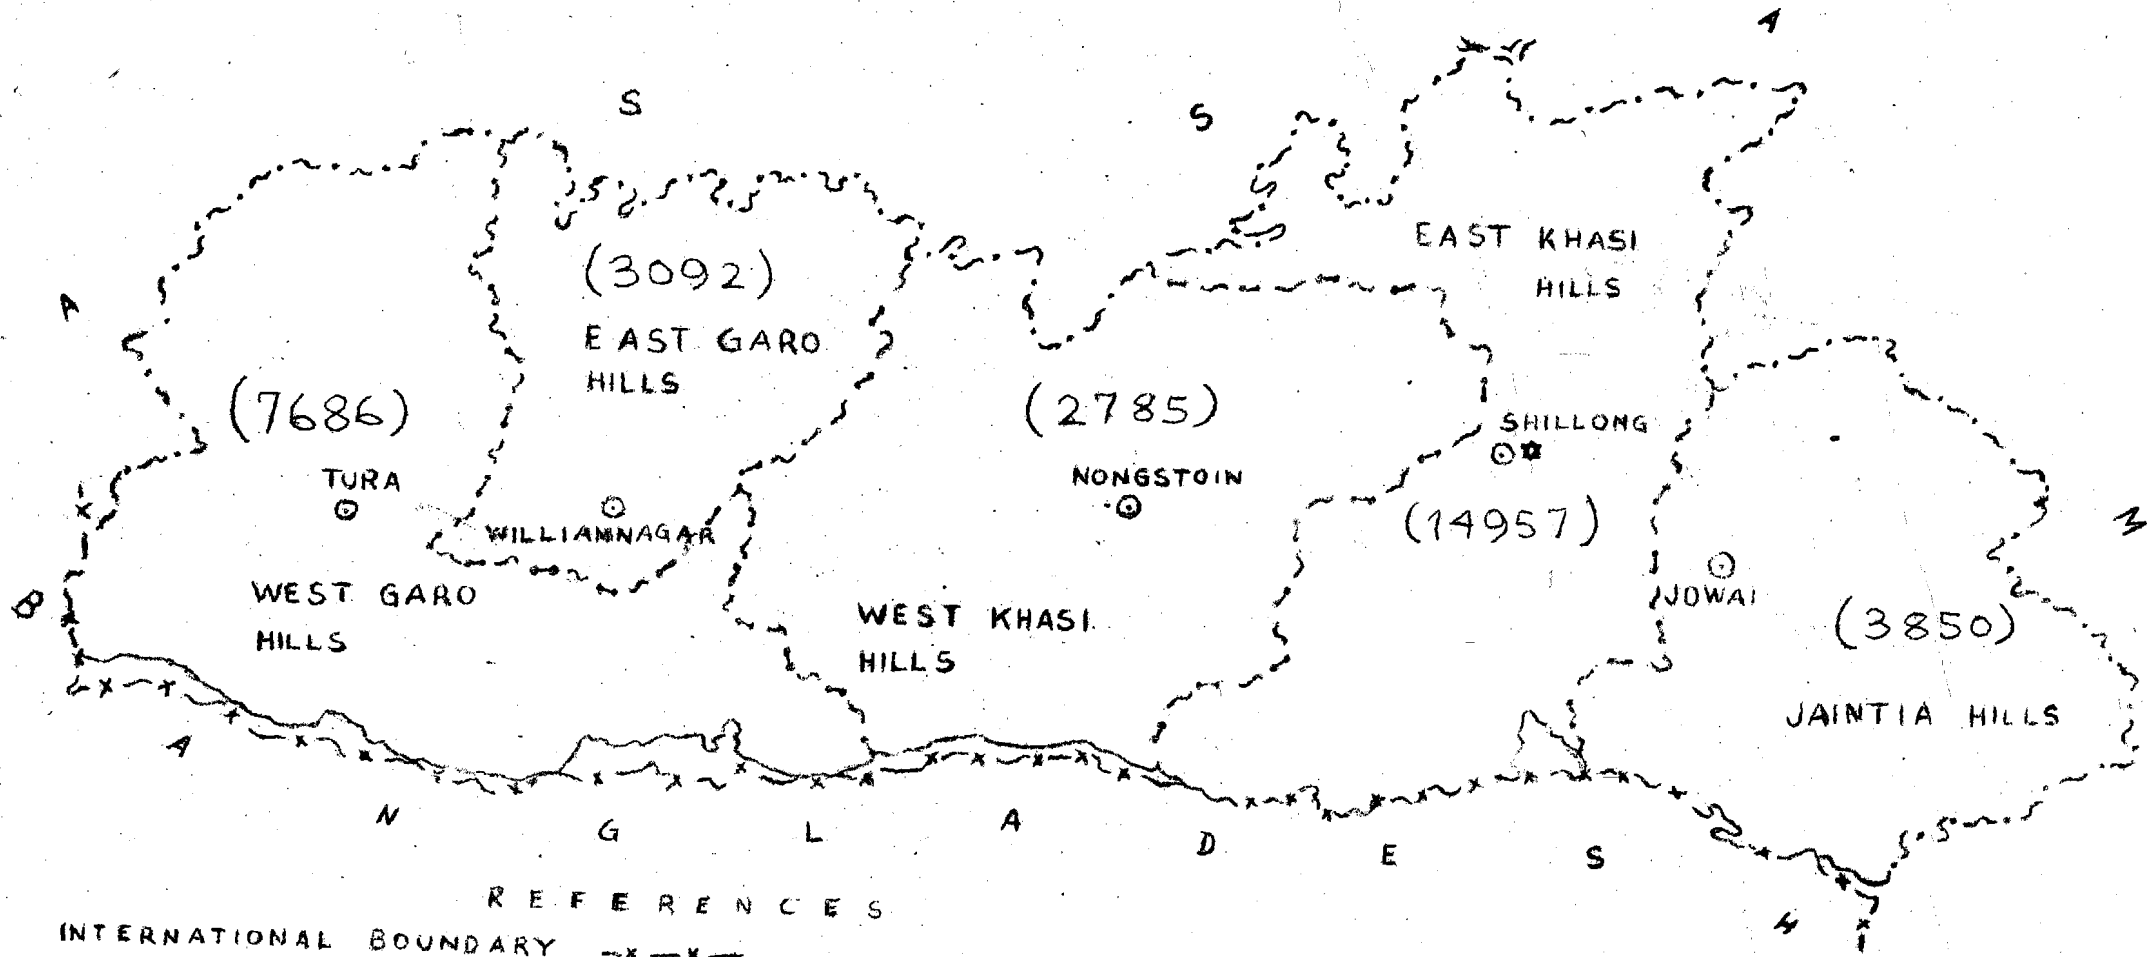 A S S A M
(3092)
EAST GARO
HILLS
EAST KHASI
HILLS
(7686)
(2785)
TURA
WILLIAMNAGAR
NONGSTOIN
SHILLONG
(14957)
WEST GARO
HILLS
WEST KHASI
HILLS
JOWAI
(3850)
JAINTIA HILLS
B A N G L A D E S H
REFERENCES
INTERNATIONAL BOUNDARY